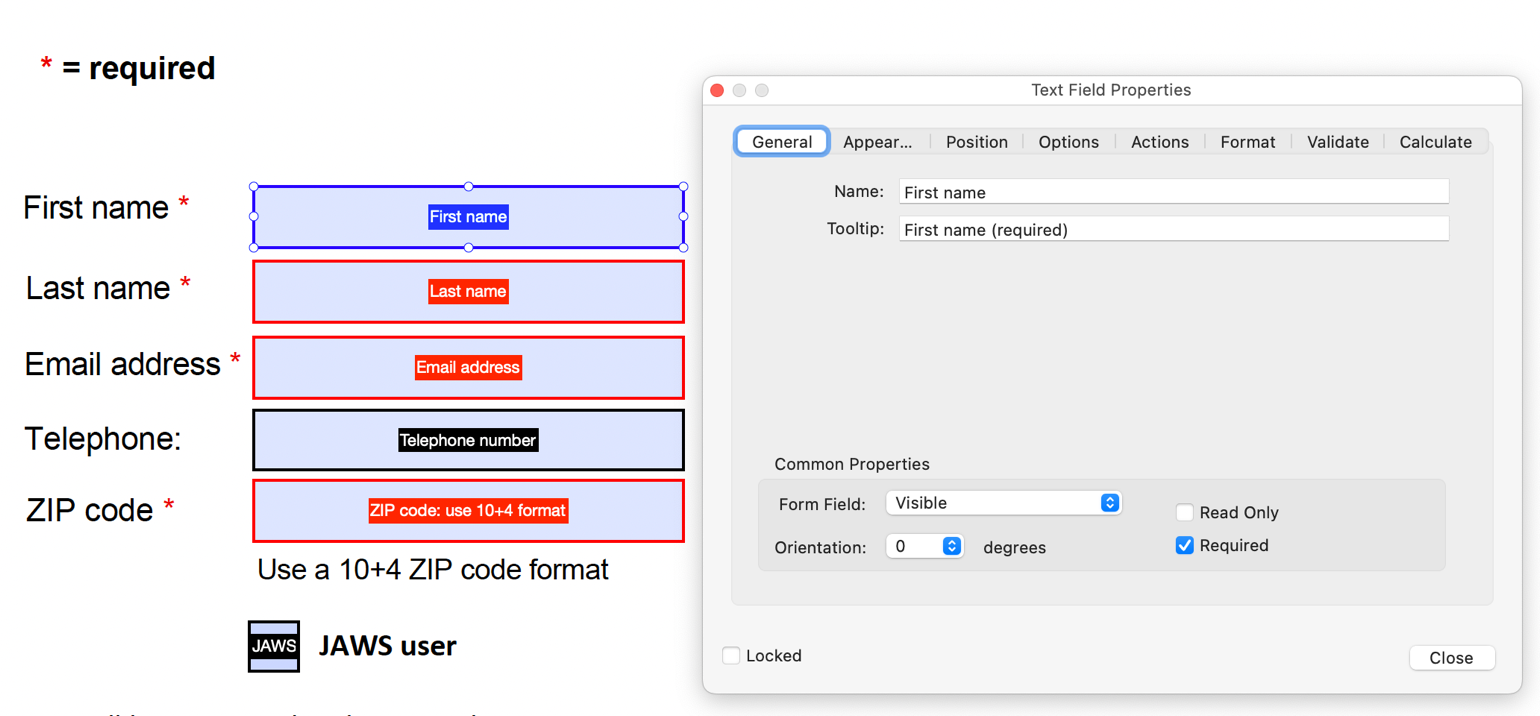 * = required
First name *
First name
Last name *
Last name
Email address *
Email address
Telephone:
Telephone number
ZIP code *
ZIP code: use 10+4 format
Use a 10+4 ZIP code format
JAWS
JAWS user
Text Field Properties
General Appear... Position Options Actions Format Validate Calculate
Name: First name
Tooltip: First name (required)
Common Properties
Form Field: Visible
Read Only
Orientation: 0 degrees
Required
Locked
Close